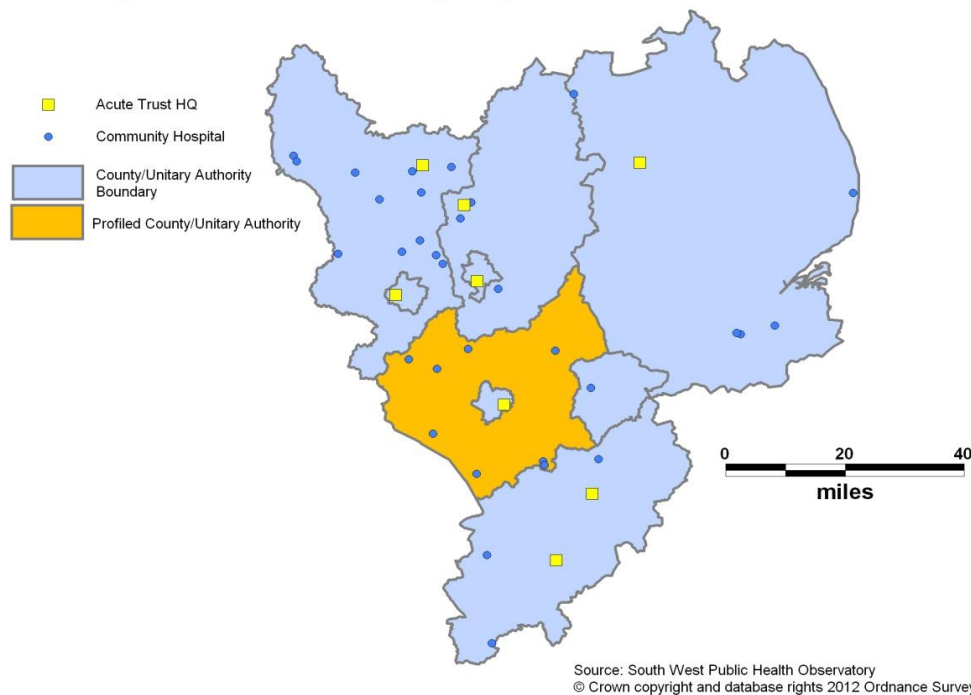 Acute Trust HQ
Community Hospital
County/Unitary Authority
Boundary
Profiled County/Unitary Authority
0 20 40
miles
Source: South West Public Health Observatory
© Crown copyright and database rights 2012 Ordnance Survey